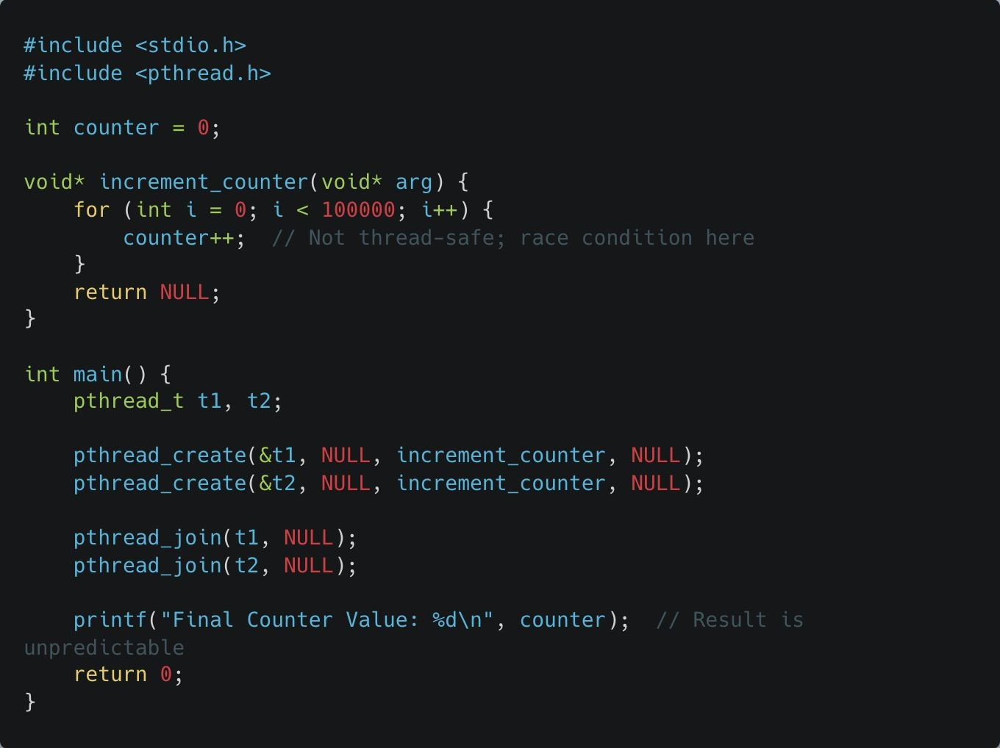 #include <stdio.h>
#include <pthread.h>

int counter = 0;

void* increment_counter(void* arg) {
    for (int i = 0; i < 100000; i++) {
        counter++;  // Not thread-safe; race condition here
    }
    return NULL;
}

int main() {
    pthread_t t1, t2;

    pthread_create(&t1, NULL, increment_counter, NULL);
    pthread_create(&t2, NULL, increment_counter, NULL);

    pthread_join(t1, NULL);
    pthread_join(t2, NULL);

    printf("Final Counter Value: %d\n", counter);  // Result is
unpredictable
    return 0;
}